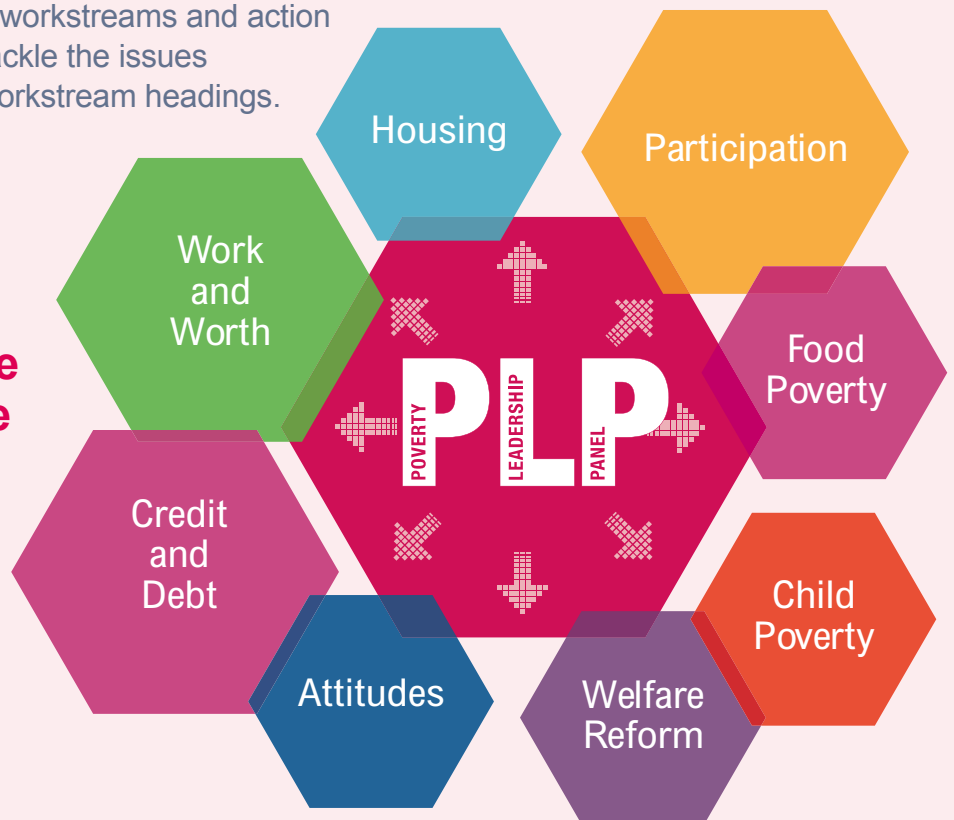 workstreams and action
ackle the issues
orkstream headings.
Housing
Participation
Work
and
Worth
Food
Poverty
e
e
PLP
POVERTY
LEADERSHIP
PANEL
Credit
and
Debt
Child
Poverty
Attitudes
Welfare
Reform